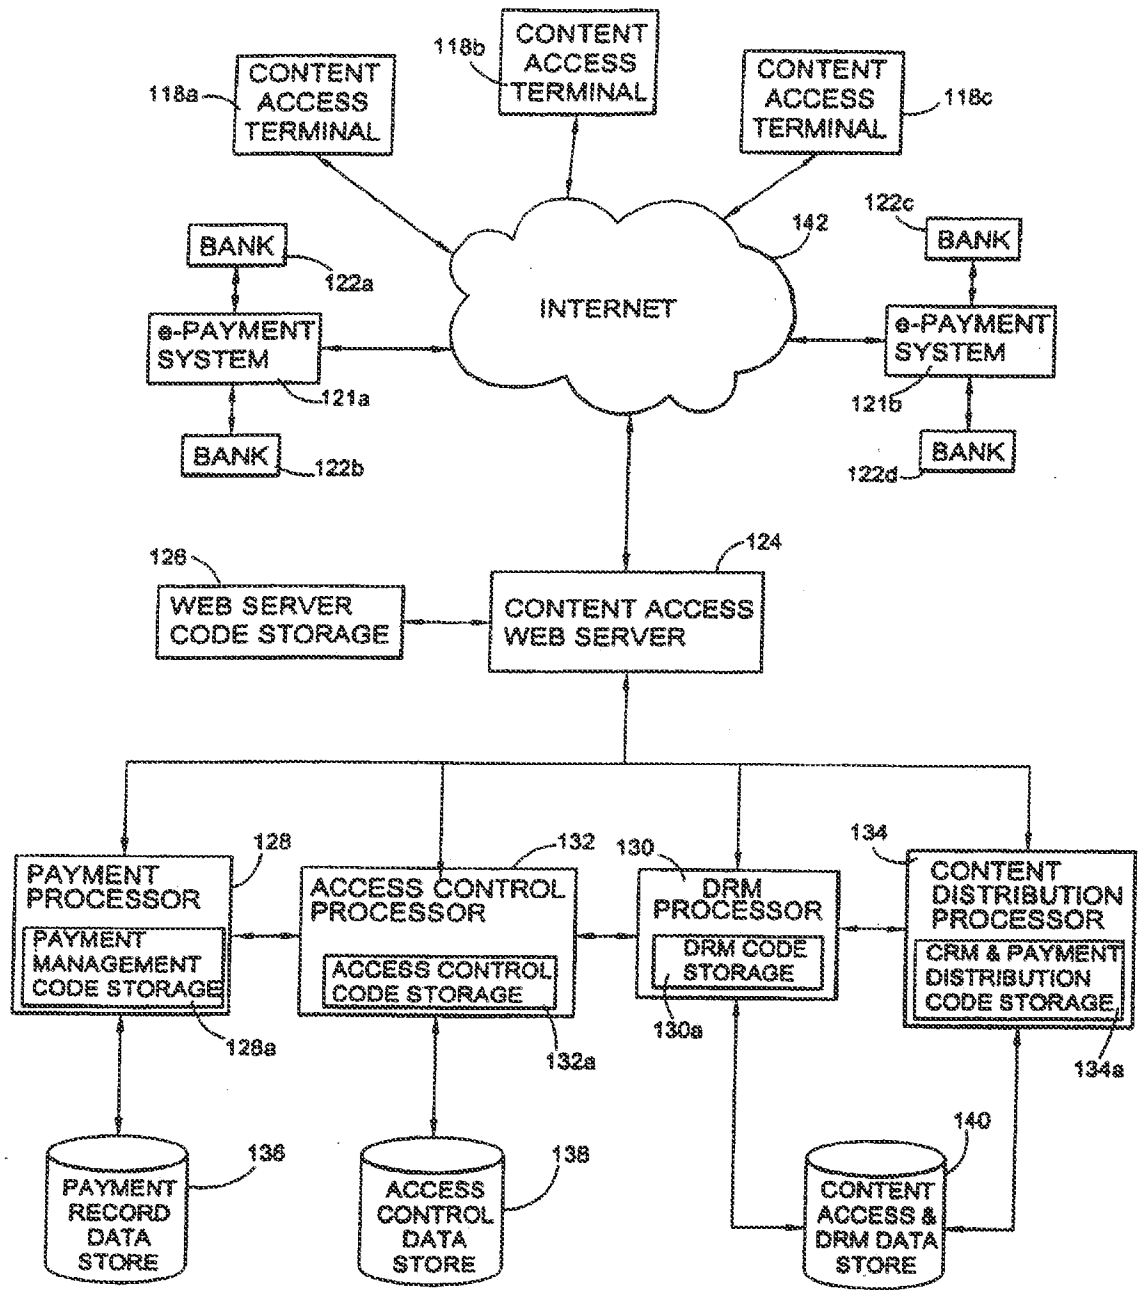 CONTENT
ACCESS
TERMINAL
118a
118b
CONTENT
ACCESS
TERMINAL
CONTENT
ACCESS
TERMINAL
118c
BANK
122a
e-PAYMENT
SYSTEM
121a
BANK
122b
INTERNET
142
122c
BANK
e-PAYMENT
SYSTEM
121b
BANK
122d
126
WEB SERVER
CODE STORAGE
124
CONTENT ACCESS
WEB SERVER
128
PAYMENT
PROCESSOR
PAYMENT
MANAGEMENT
CODE STORAGE
128a
132
ACCESS CONTROL
PROCESSOR
ACCESS CONTROL
CODE STORAGE
132a
130
DRM
PROCESSOR
DRM CODE
STORAGE
130a
134
CONTENT
DISTRIBUTION
PROCESSOR
CRM & PAYMENT
DISTRIBUTION
CODE STORAGE
134a
136
PAYMENT
RECORD
DATA
STORE
138
ACCESS
CONTROL
DATA
STORE
140
CONTENT
ACCESS &
DRM DATA
STORE